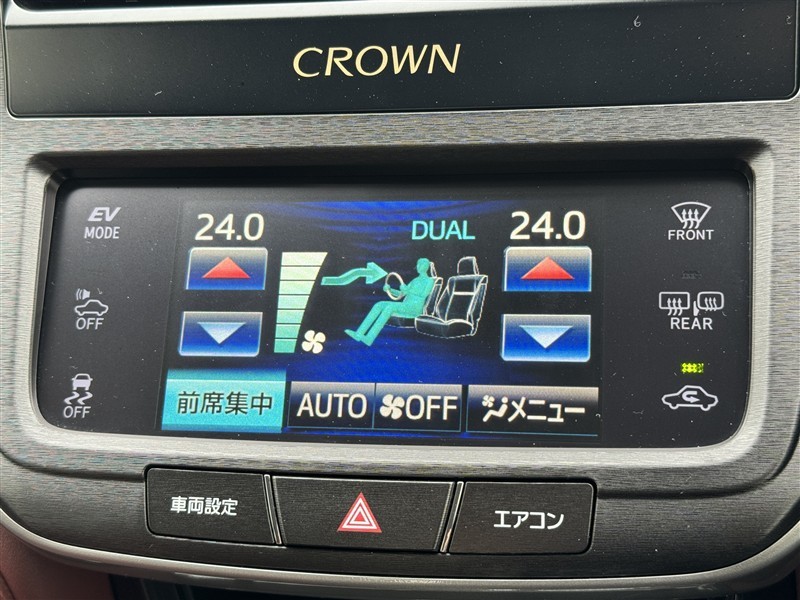 CROWN
EV
MODE
24.0
DUAL
24.0
FRONT
OFF
REAR
OFF
前席集中
AUTO
OFF
メニュー
車両設定
エアコン